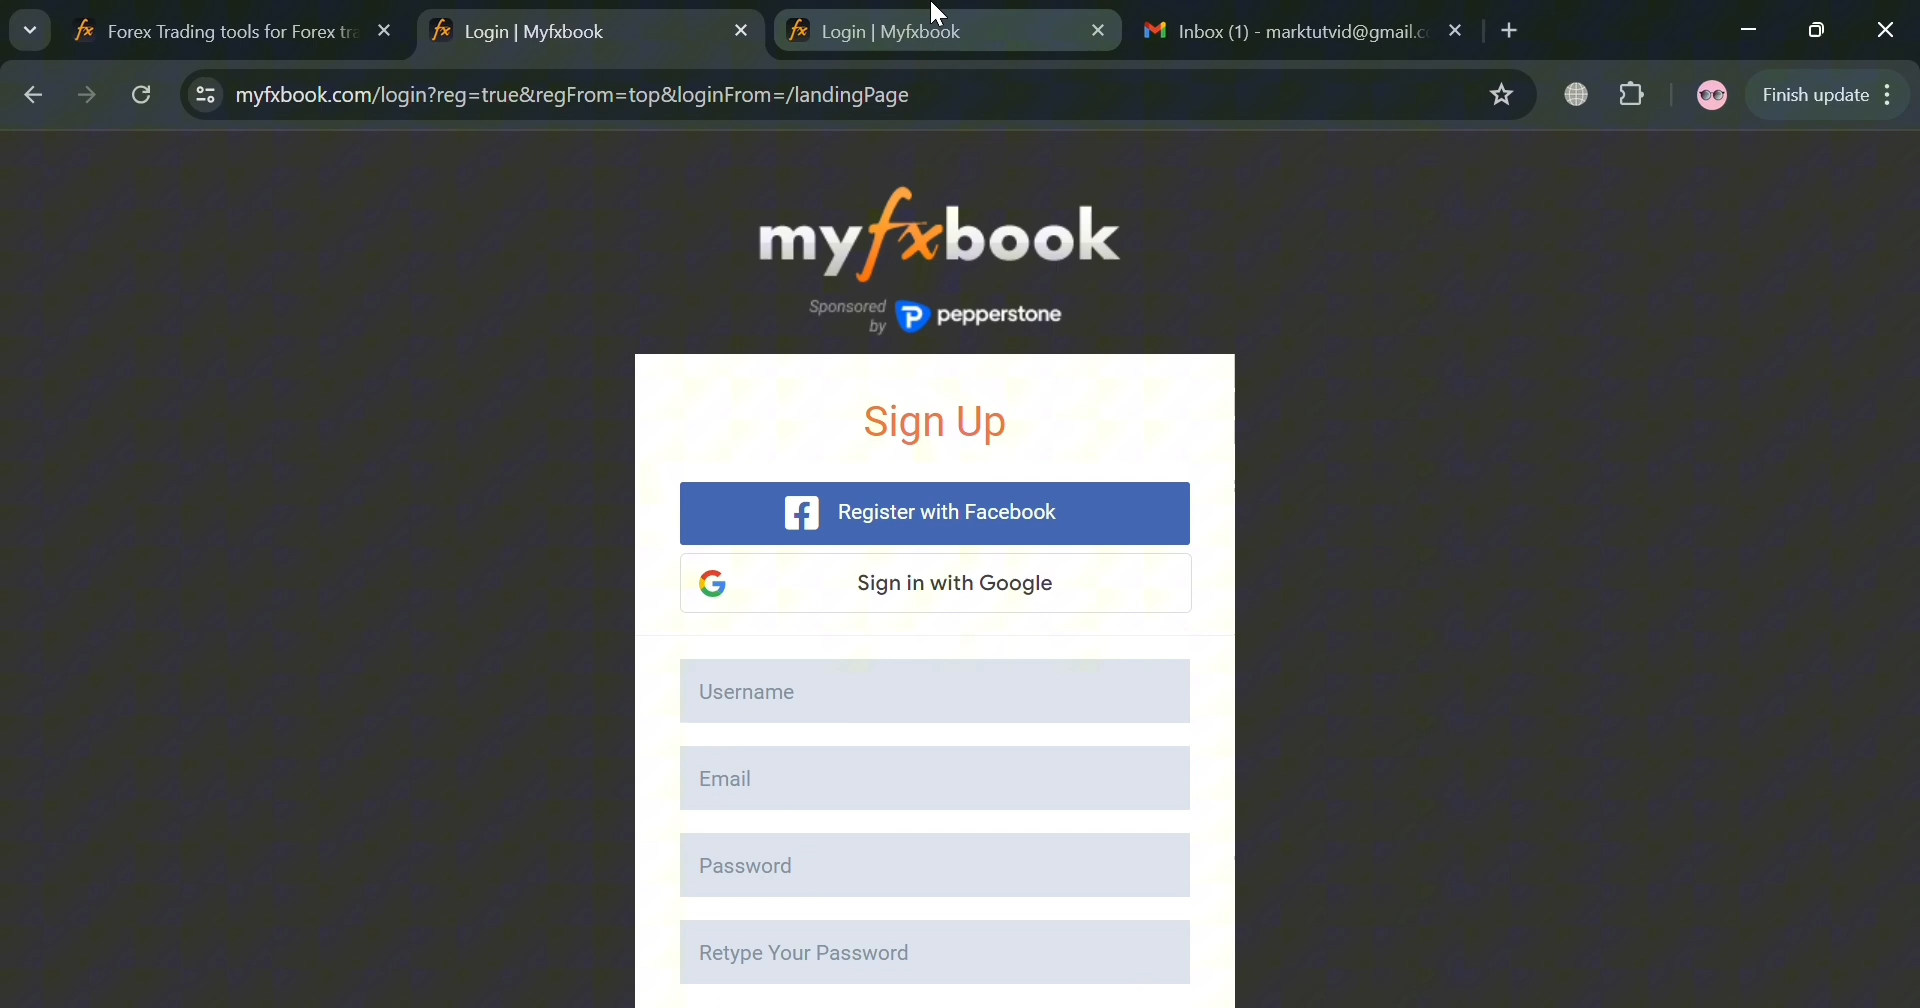 Forex Trading tools for Forex tra
Login | Myfxbook
Login | Myfxbook
Inbox (1) - marktutvid@gmail.c
myfxbook.com/login?reg=true&regFrom=top&loginFrom=/landingPage
Finish update
myfxbook
Sponsored
by
pepperstone
Sign Up
Register with Facebook
Sign in with Google
Username
Email
Password
Retype Your Password